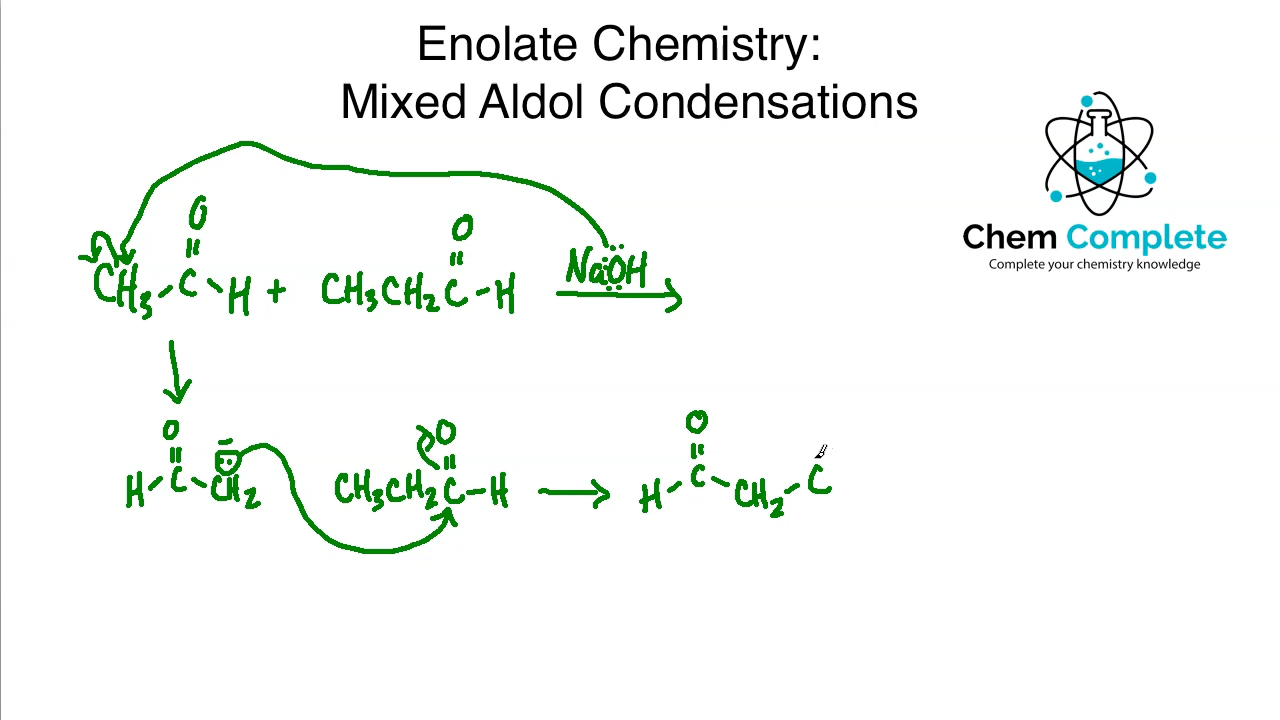 Enolate Chemistry:
Mixed Aldol Condensations
Chem Complete
Complete your chemistry knowledge
O O
CH₃ C H + CH₃CH₂C-H NaOH
O O O
H C CH₂ CH₃CH₂C-H H C CH₂ C